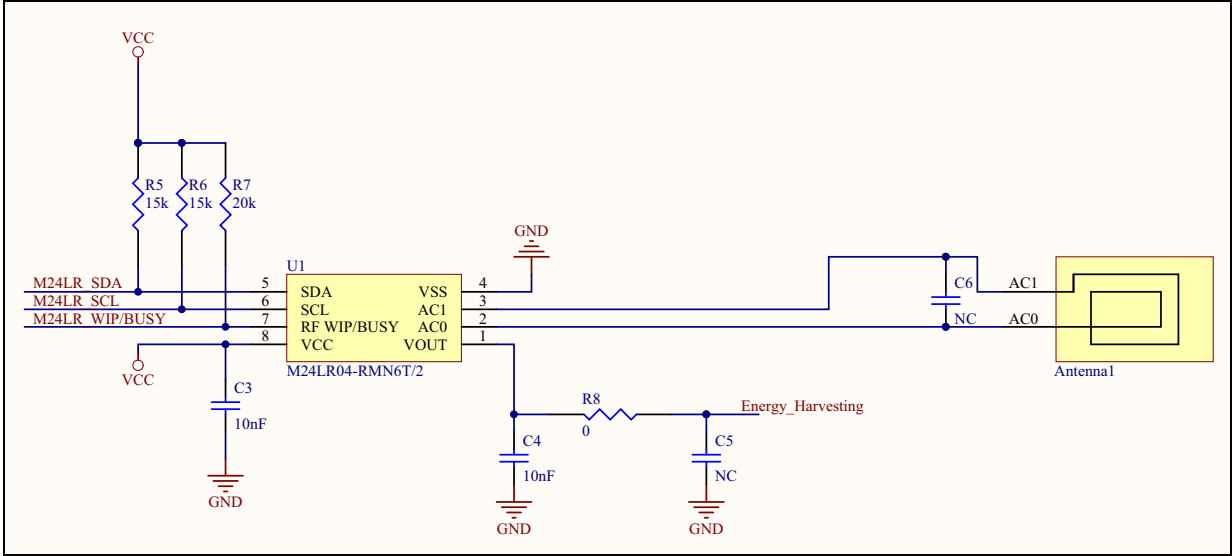 VCC
R5
15k
R6
15k
R7
20k
M24LR_SDA
M24LR_SCL
M24LR_WIP/BUSY
VCC
C3
10nF
GND
U1
5 SDA VSS 4
6 SCL AC1 3
7 RF WIP/BUSY AC0 2
8 VCC VOUT 1
M24LR04-RMN6T/2
GND
C6
NC
AC1
AC0
Antenna1
R8
0
Energy_Harvesting
C4
10nF
GND
C5
NC
GND